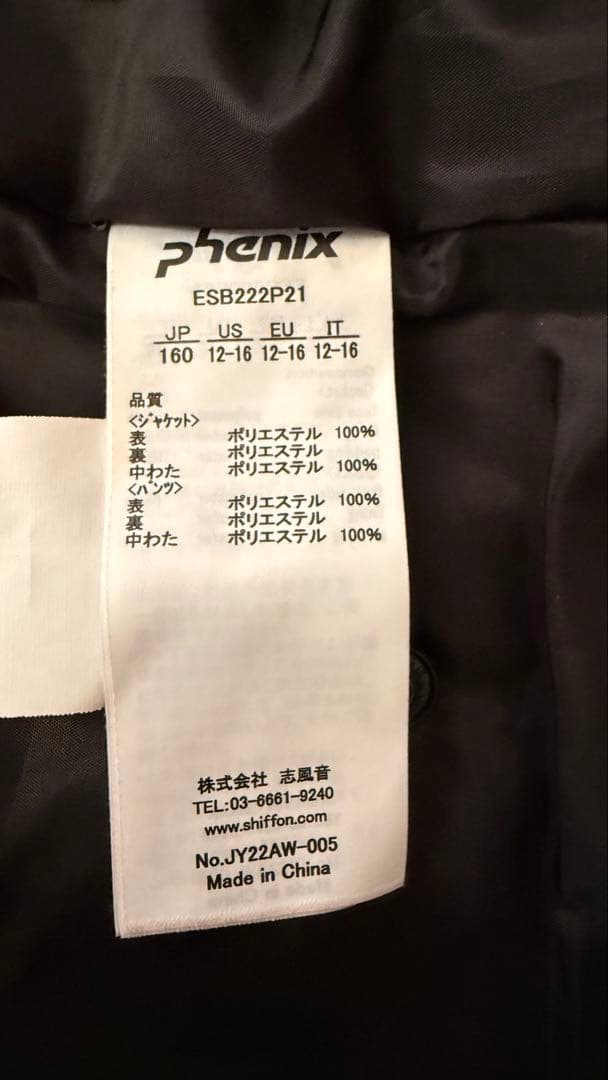 phenix
ESB222P21
JP US EU IT
160 12-16 12-16 12-16
品質
<ジャケット>
表 ポリエステル 100%
裏 ポリエステル
中わた ポリエステル 100%
<パンツ>
表 ポリエステル 100%
裏 ポリエステル
中わた ポリエステル 100%
株式会社 志風音
TEL:03-6661-9240
www.shiffon.com
No.JY22AW-005
Made in China